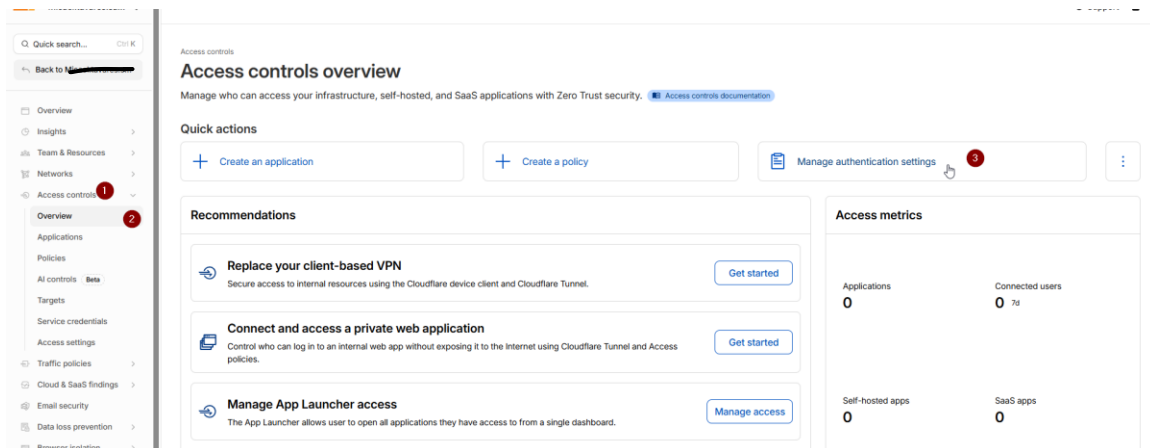 Quick search... Ctrl K
Back to
Overview
Insights
Team & Resources
Networks
Access controls 1
Overview 2
Applications
Policies
AI controls Beta
Targets
Service credentials
Access settings
Traffic policies
Cloud & SaaS findings
Email security
Data loss prevention
Browser isolation
Access controls
Access controls overview
Manage who can access your infrastructure, self-hosted, and SaaS applications with Zero Trust security. Access controls documentation
Quick actions
Create an application
Create a policy
Manage authentication settings 3
Recommendations
Replace your client-based VPN
Secure access to internal resources using the Cloudflare device client and Cloudflare Tunnel.
Get started
Connect and access a private web application
Control who can log in to an internal web app without exposing it to the Internet using Cloudflare Tunnel and Access
policies.
Get started
Manage App Launcher access
The App Launcher allows user to open all applications they have access to from a single dashboard.
Manage access
Access metrics
Applications
0
Connected users
0 7d
Self-hosted apps
0
SaaS apps
0